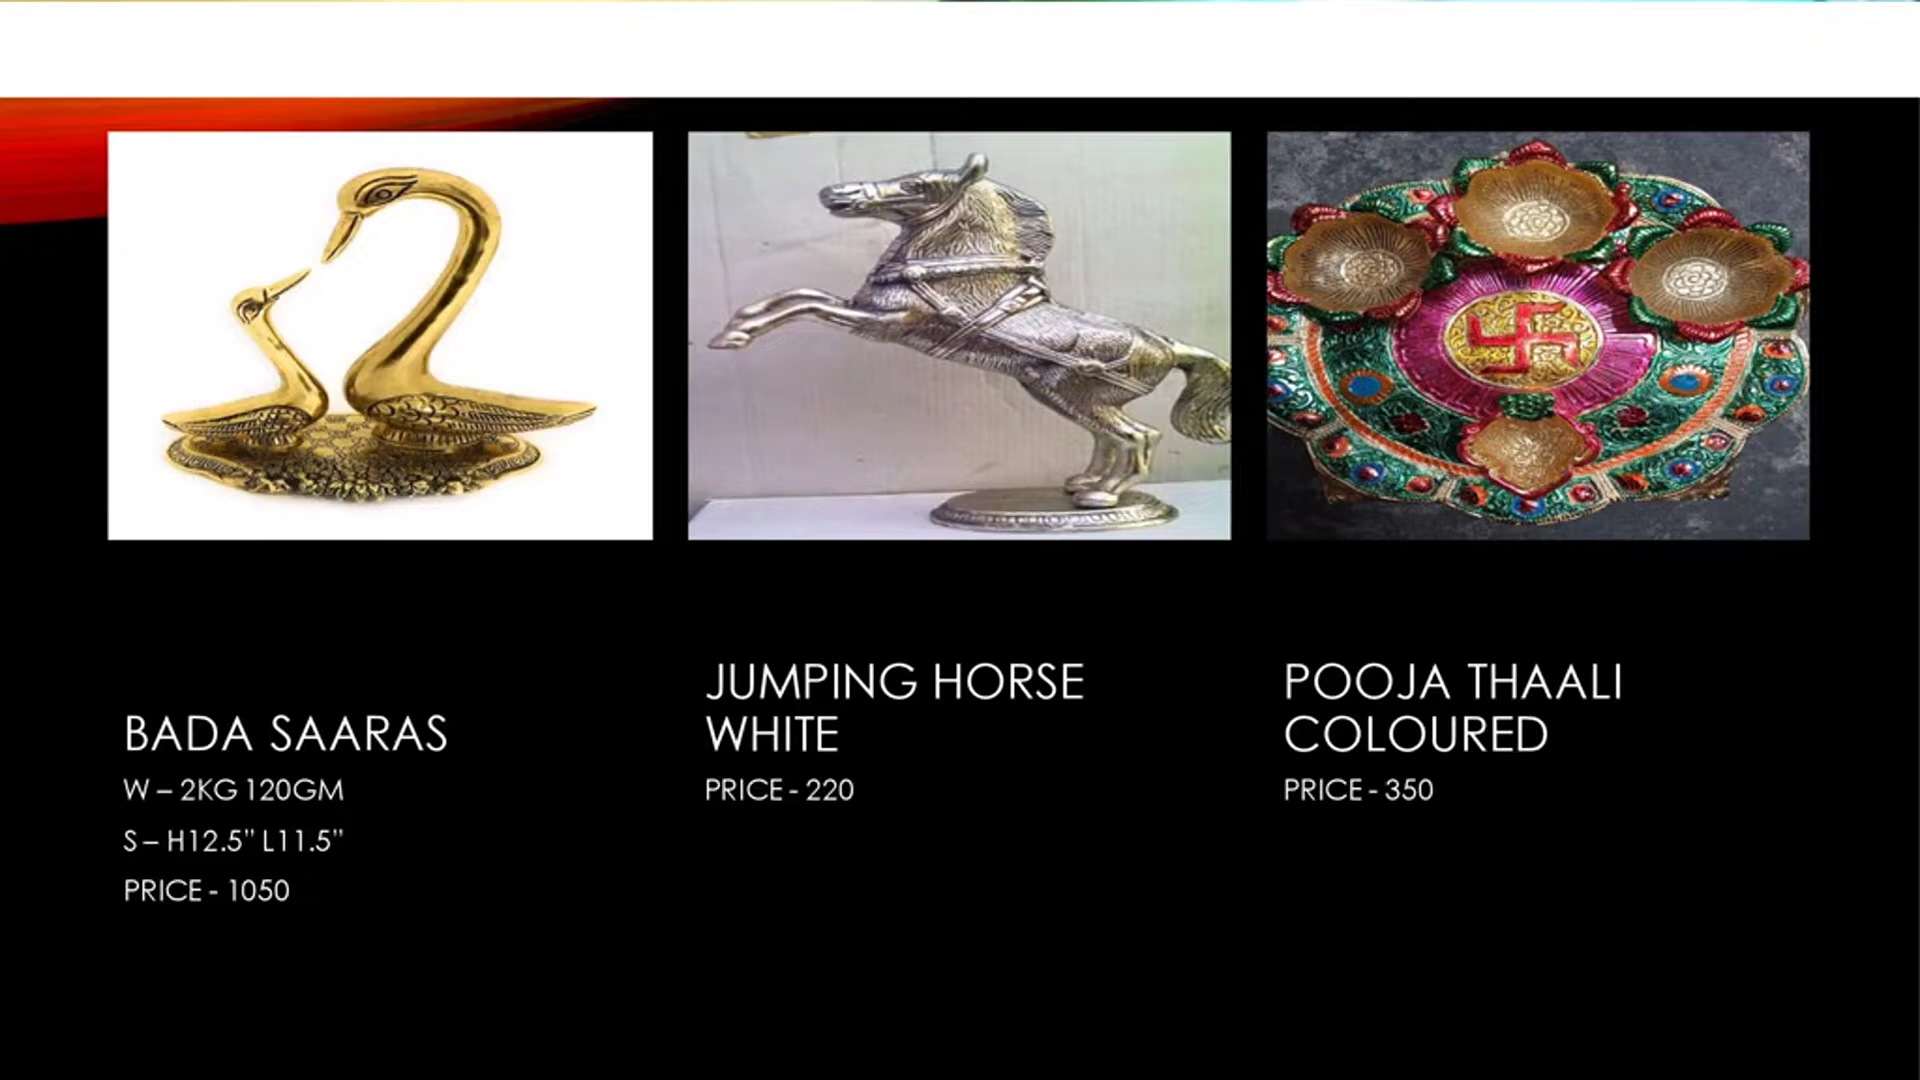 BADA SAARAS
W – 2KG 120GM
S – H12.5” L11.5”
PRICE - 1050
JUMPING HORSE
WHITE
PRICE - 220
POOJA THAALI
COLOURED
PRICE - 350